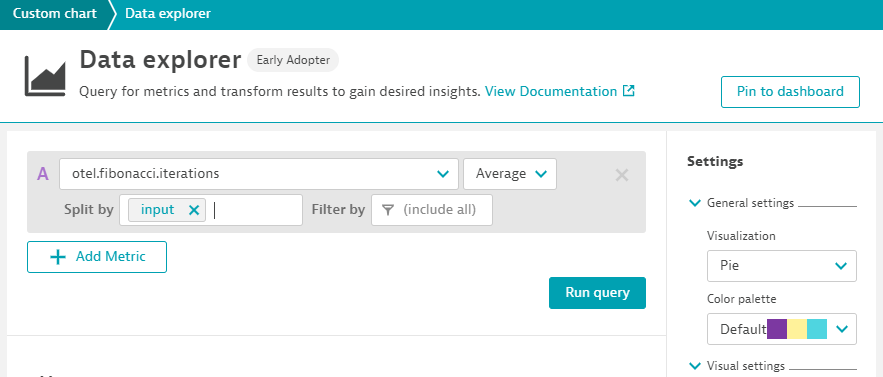 Custom chart Data explorer
Data explorer Early Adopter
Query for metrics and transform results to gain desired insights. View Documentation
Pin to dashboard
A otel.fibonacci.iterations Average
Split by input Filter by (include all)
Add Metric
Run query
Settings
General settings
Visualization
Pie
Color palette
Default
Visual settings